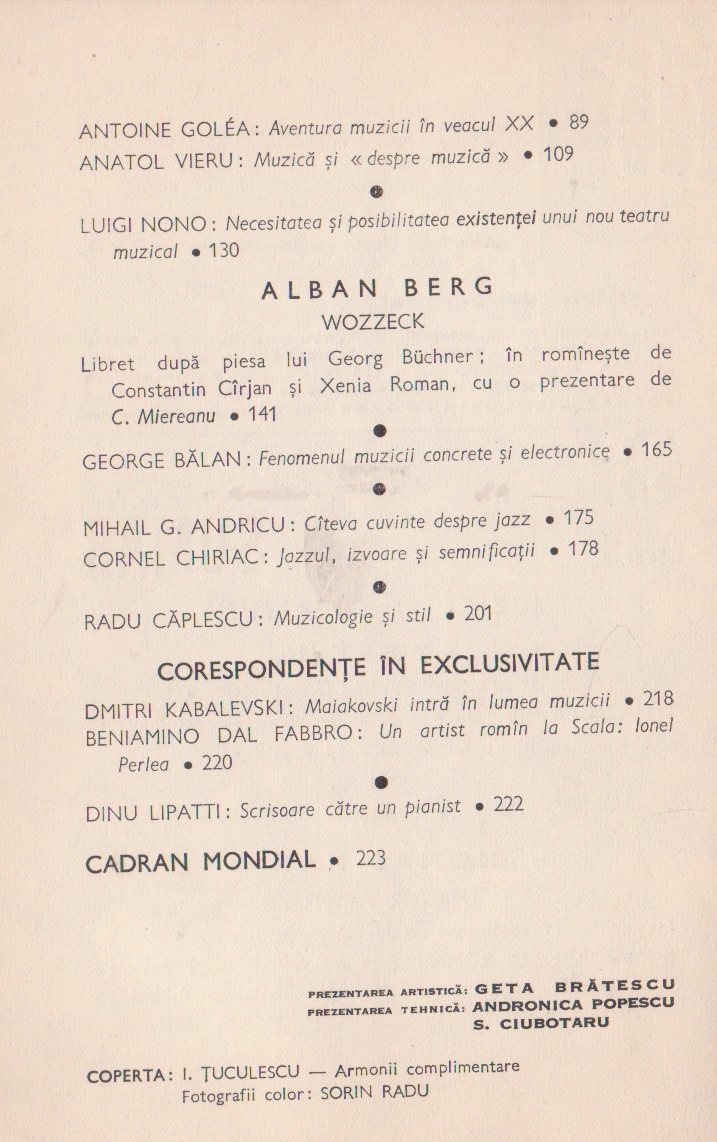 ANTOINE GOLÉA: Aventura muzicii în veacul XX • 89
ANATOL VIERU: Muzică și « despre muzică » • 109
●
LUIGI NONO: Necesitatea și posibilitatea existenței unui nou teatru
muzical • 130
ALBAN BERG
WOZZECK
Libret după piesa lui Georg Büchner; în romînește de
Constantin Cîrjan și Xenia Roman, cu o prezentare de
C. Miereanu • 141
●
GEORGE BĂLAN: Fenomenul muzicii concrete și electronice • 165
●
MIHAIL G. ANDRICU: Cîteva cuvinte despre jazz • 175
CORNEL CHIRIAC: Jazzul, izvoare și semnificații • 178
●
RADU CĂPLESCU: Muzicologie și stil • 201
CORESPONDENȚE ÎN EXCLUSIVITATE
DMITRI KABALEVSKI: Maiakovski intră în lumea muzicii • 218
BENIAMINO DAL FABBRO: Un artist romîn la Scala: Ionel
Perlea • 220
●
DINU LIPATTI: Scrisoare către un pianist • 222
CADRAN MONDIAL • 223
PREZENTAREA ARTISTICĂ: GETA BRĂTESCU
PREZENTAREA TEHNICĂ: ANDRONICA POPESCU
S. CIUBOTARU
COPERTA: I. ȚUCULESCU — Armonii complimentare
Fotografii color: SORIN RADU